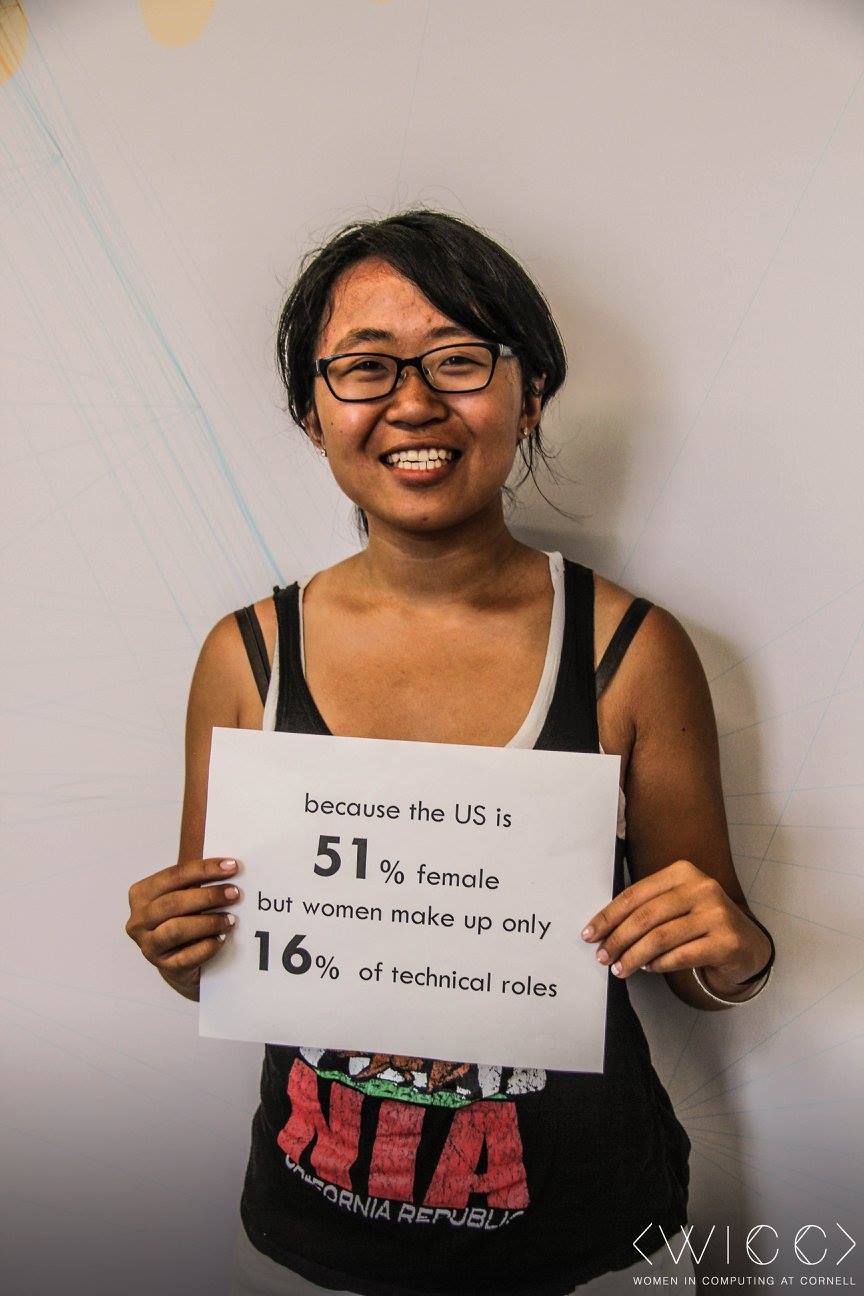 because the US is
51% female
but women make up only
16% of technical roles
NIA
CALIFORNIA REPUBLIC
<WICC>
WOMEN IN COMPUTING AT CORNELL